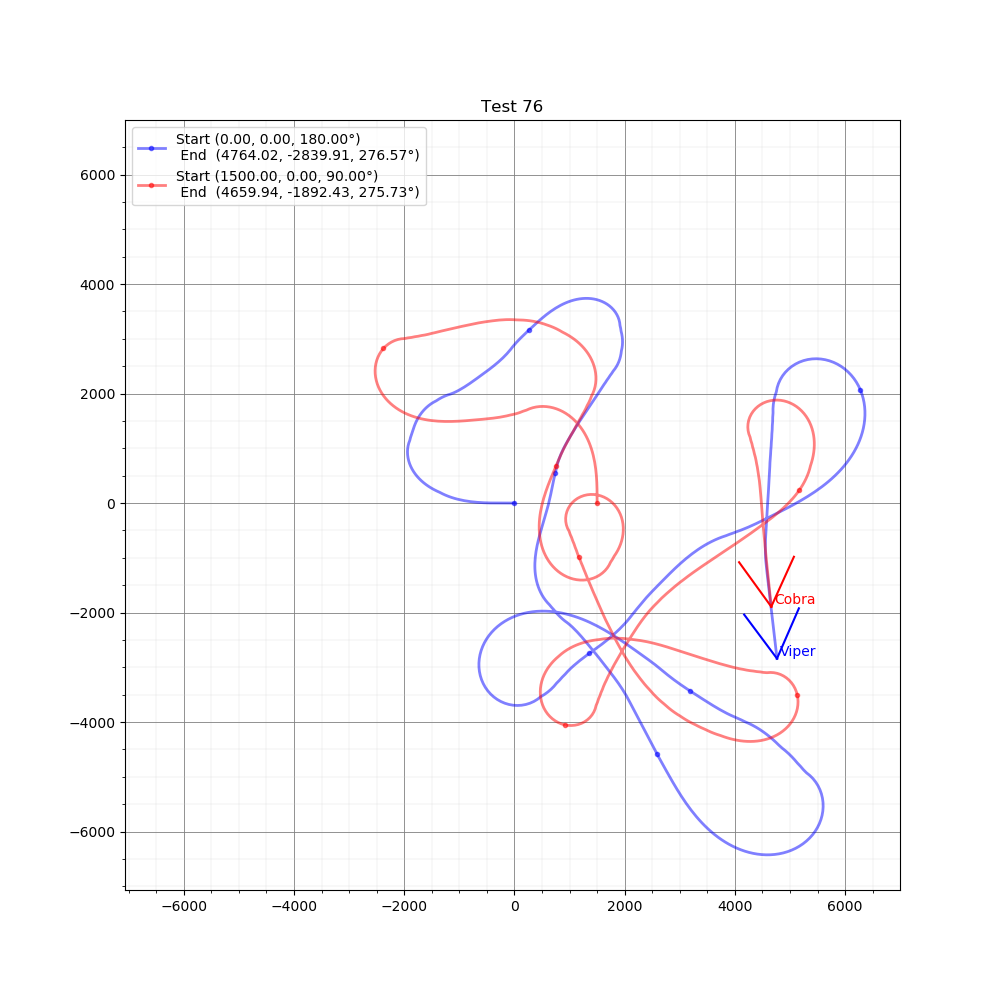 Test 76
Start (0.00, 0.00, 180.00°)
End (4764.02, -2839.91, 276.57°)
Start (1500.00, 0.00, 90.00°)
End (4659.94, -1892.43, 275.73°)
6000
4000
2000
0
−2000
−4000
−6000
Cobra
Viper
−6000 −4000 −2000 0 2000 4000 6000